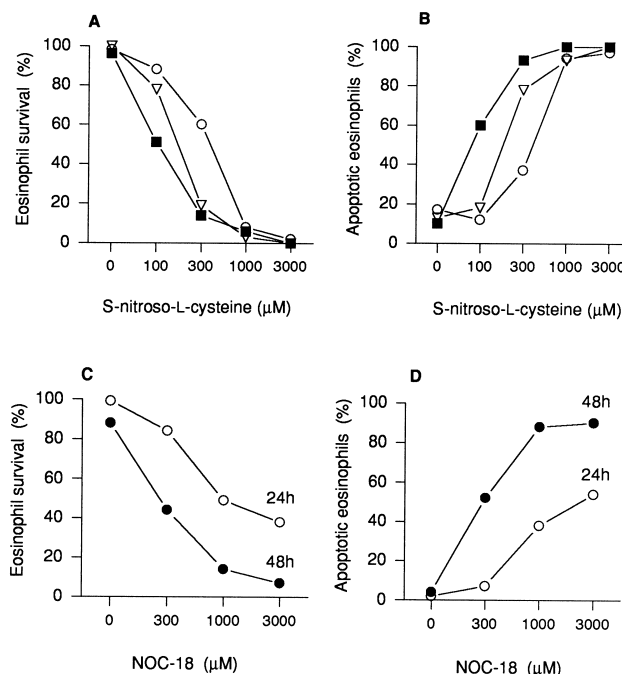 A
Eosinophil survival (%)
100
80
60
40
20
0
0 100 300 1000 3000
S-nitroso-L-cysteine (μM)
B
Apoptotic eosinophils (%)
100
80
60
40
20
0
0 100 300 1000 3000
S-nitroso-L-cysteine (μM)
C
Eosinophil survival (%)
100
80
60
40
20
0
24h
48h
0 300 1000 3000
NOC-18 (μM)
D
Apoptotic eosinophils (%)
100
80
60
40
20
0
48h
24h
0 300 1000 3000
NOC-18 (μM)